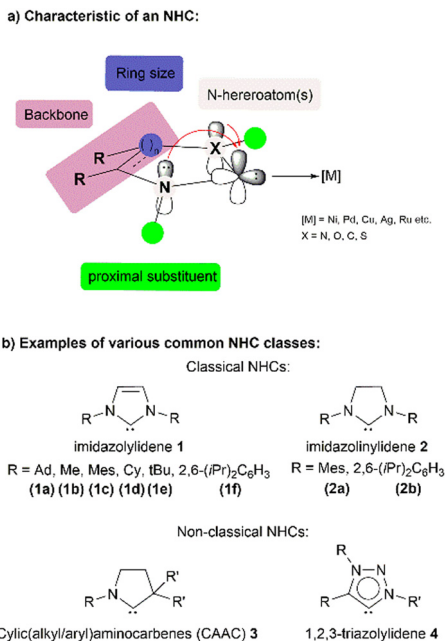 a) Characteristic of an NHC:
Ring size
N-hereroatom(s)
Backbone
( )n
X
R
R
N
[M]
[M] = Ni, Pd, Cu, Ag, Ru etc.
X = N, O, C, S
proximal substituent
b) Examples of various common NHC classes:
Classical NHCs:
R N N R
R N N R
imidazolylidene 1
imidazolinylidene 2
R = Ad, Me, Mes, Cy, tBu, 2,6-(iPr)2C6H3
R = Mes, 2,6-(iPr)2C6H3
(1a) (1b) (1c) (1d) (1e) (1f)
(2a) (2b)
Non-classical NHCs:
R N R' R'
R N N N R R'
Cylic(alkyl/aryl)aminocarbenes (CAAC) 3
1,2,3-triazolylidene 4